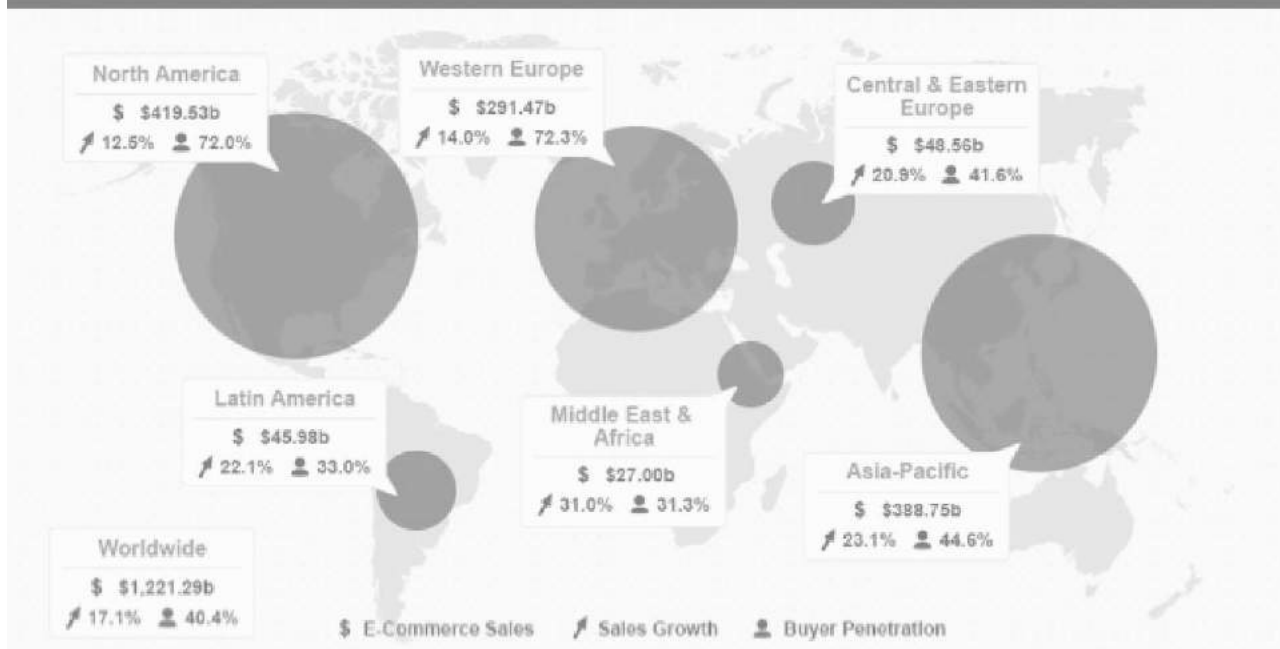 North America
$ $419.53b
12.5% 72.0%
Western Europe
$ $291.47b
14.0% 72.3%
Central & Eastern
Europe
$ $48.56b
20.9% 41.6%
Latin America
$ $45.98b
22.1% 33.0%
Middle East &
Africa
$ $27.00b
31.0% 31.3%
Asia-Pacific
$ $388.75b
23.1% 44.6%
Worldwide
$ $1,221.29b
17.1% 40.4%
$ E-Commerce Sales Sales Growth Buyer Penetration